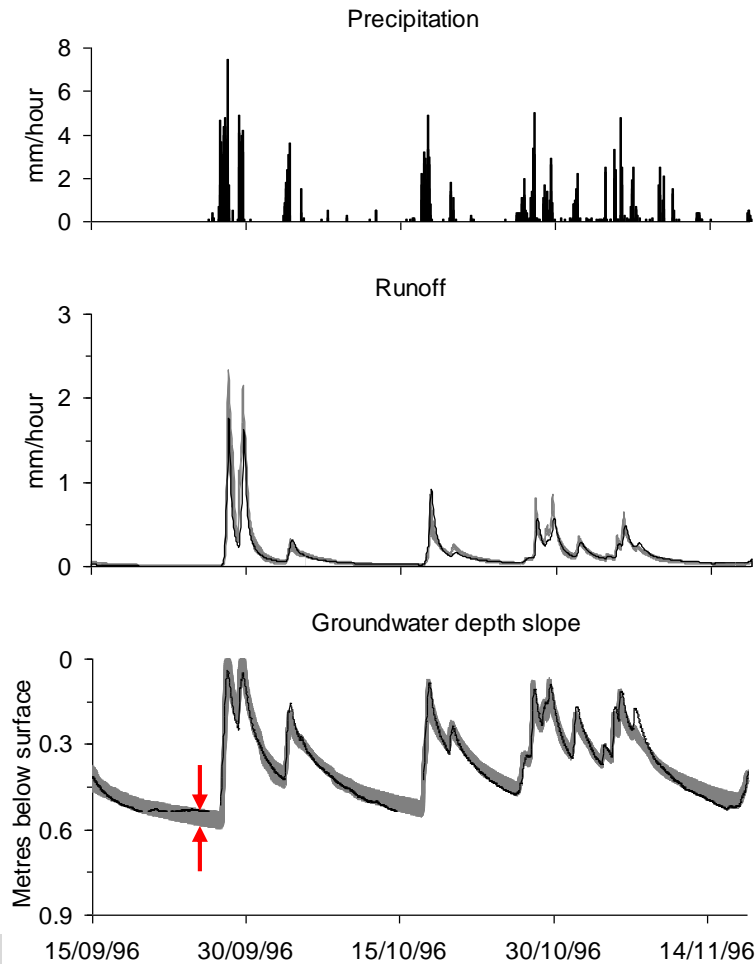 Precipitation
8
6
4
2
0
mm/hour
Runoff
3
2
1
0
mm/hour
Groundwater depth slope
0
0.3
0.6
0.9
Metres below surface
15/09/96 30/09/96 15/10/96 30/10/96 14/11/96